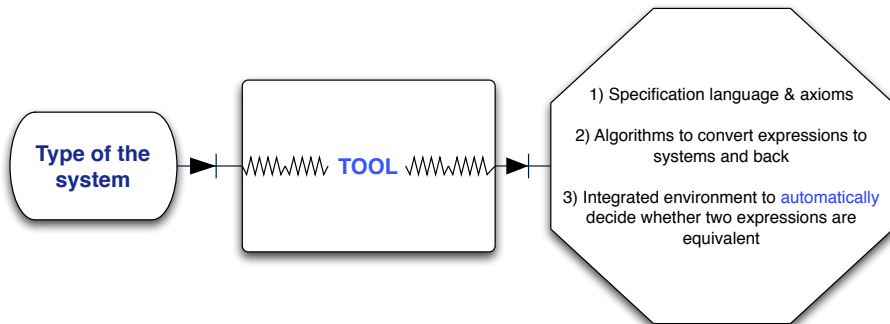 Type of the
system
TOOL
1) Specification language & axioms
2) Algorithms to convert expressions to
systems and back
3) Integrated environment to automatically
decide whether two expressions are
equivalent